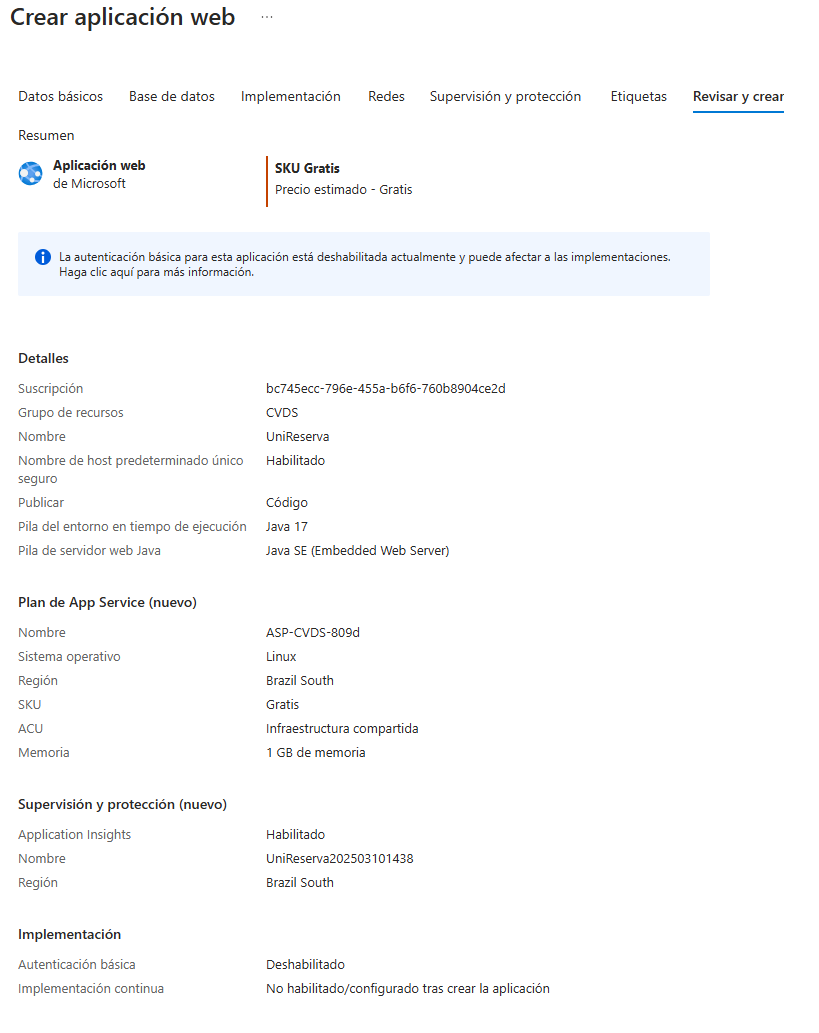 Crear aplicación web ...
Datos básicos Base de datos Implementación Redes Supervisión y protección Etiquetas Revisar y crear
Resumen
Aplicación web
de Microsoft
SKU Gratis
Precio estimado - Gratis
La autenticación básica para esta aplicación está deshabilitada actualmente y puede afectar a las implementaciones.
Haga clic aquí para más información.
Detalles
Suscripción bc745ecc-796e-455a-b6f6-760b8904ce2d
Grupo de recursos CVDS
Nombre UniReserva
Nombre de host predeterminado único Habilitado
seguro
Publicar Código
Pila del entorno en tiempo de ejecución Java 17
Pila de servidor web Java Java SE (Embedded Web Server)
Plan de App Service (nuevo)
Nombre ASP-CVDS-809d
Sistema operativo Linux
Región Brazil South
SKU Gratis
ACU Infraestructura compartida
Memoria 1 GB de memoria
Supervisión y protección (nuevo)
Application Insights Habilitado
Nombre UniReserva202503101438
Región Brazil South
Implementación
Autenticación básica Deshabilitado
Implementación continua No habilitado/configurado tras crear la aplicación